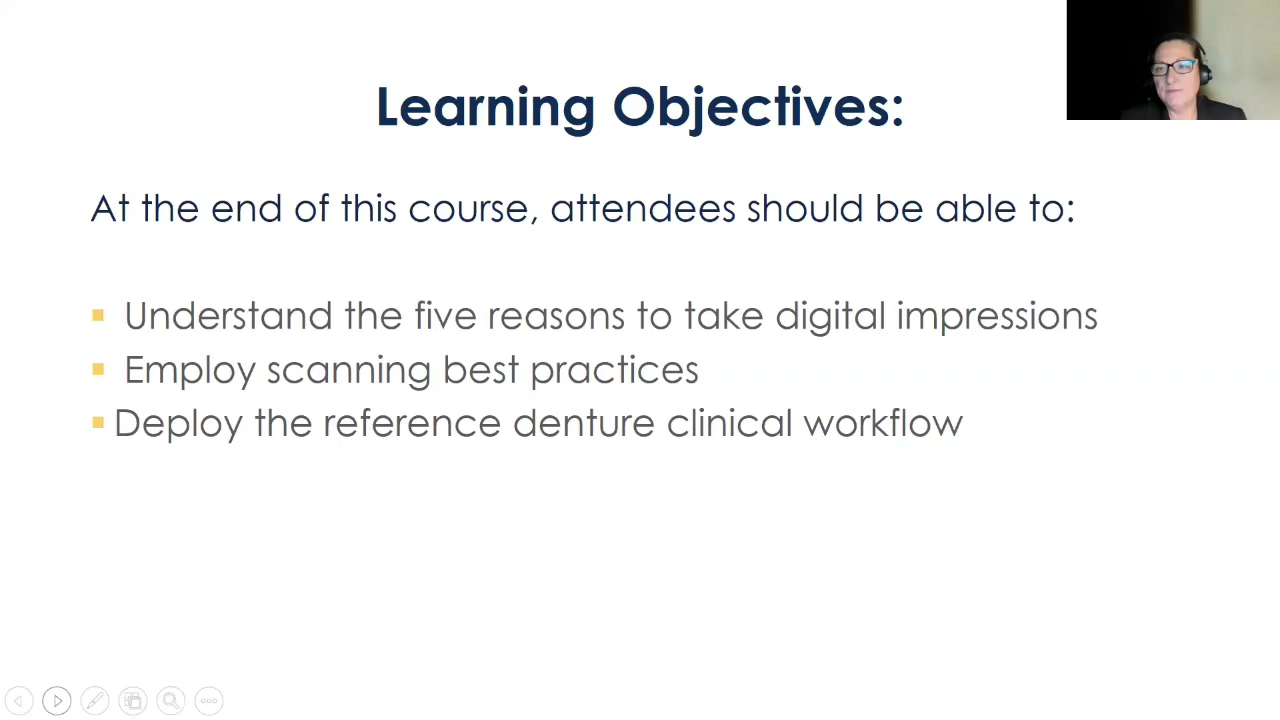 Learning Objectives:
At the end of this course, attendees should be able to:
▪ Understand the five reasons to take digital impressions
▪ Employ scanning best practices
▪ Deploy the reference denture clinical workflow